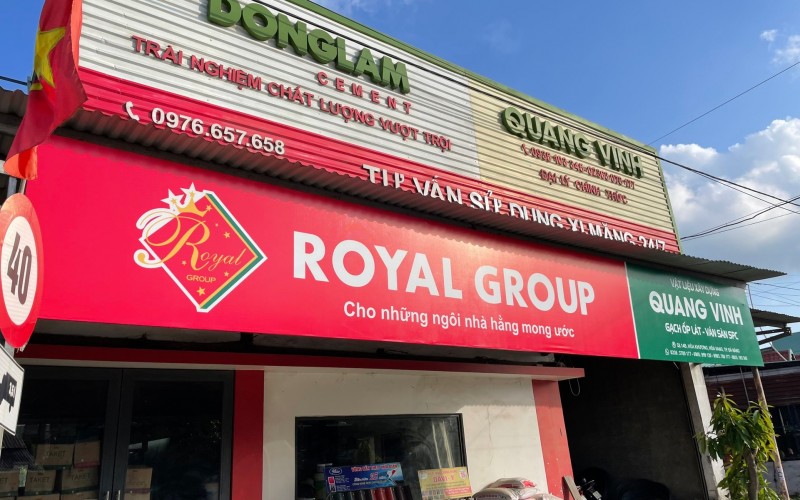 DONGLAM
CEMENT
TRẢI NGHIỆM CHẤT LƯỢNG VƯỢT TRỘI
0976.657.658
QUANG VINH
ĐẠI LÝ CHÍNH THỨC
TƯ VẤN SỬ DỤNG XI MĂNG 24/7
Royal
GROUP
ROYAL GROUP
Cho những ngôi nhà hằng mong ước
VẬT LIỆU XÂY DỰNG
QUANG VINH
GẠCH ỐP LÁT - VÁN SÀN SPC
40